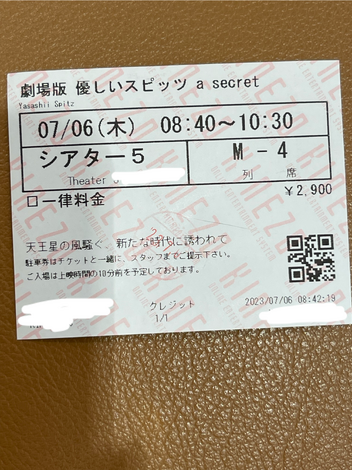 劇場版 優しいスピッツ a secret
Yasashii Spitz
07/06(木) 08:40～10:30
シアター5
Theater
M - 4
列 席
ロ一律料金
¥2,900
天王星の風騒ぐ、新たな時代に誘われて
駐車券はチケットと一緒に、スタッフまでご提示下さい。
ご入場は上映時間の10分前を予定しております。
クレジット
1/1
2023/07/06 08:42:19